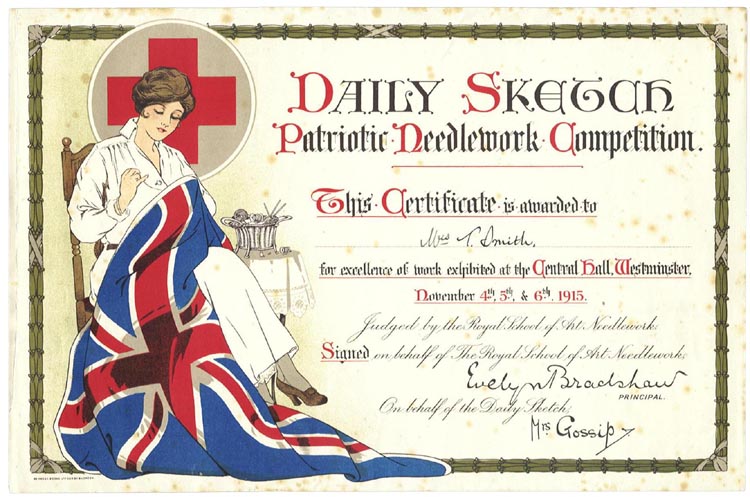 DAILY SKETCH
Patriotic · Needlework · Competition.
This · Certificate · is · awarded · to
Mrs T. Smith,
for excellence of work exhibited at the Central Hall, Westminster,
November 4th, 5th, & 6th 1915.
Judged by the Royal School of Art Needlework.
Signed on behalf of The Royal School of Art Needlework.
Evelyn Bradshaw
PRINCIPAL.
On behalf of the Daily Sketch.
Mrs Gossip